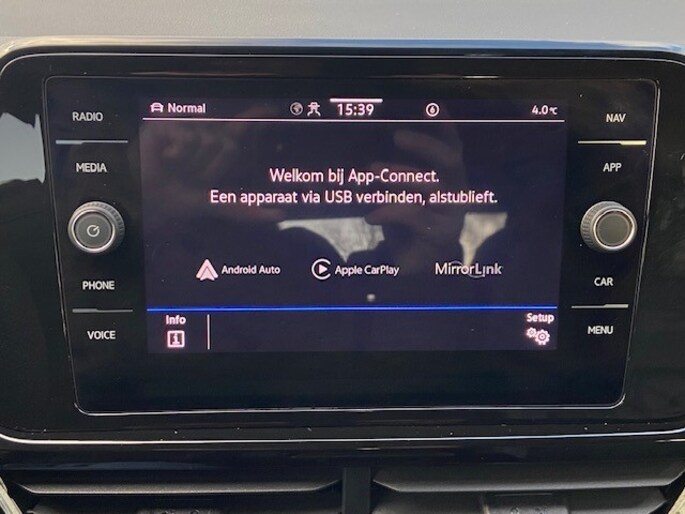 RADIO
MEDIA
PHONE
VOICE
Normal 15:39 6 4.0°C
Welkom bij App-Connect.
Een apparaat via USB verbinden, alstublieft.
Android Auto Apple CarPlay MirrorLink
Info Setup
NAV
APP
CAR
MENU